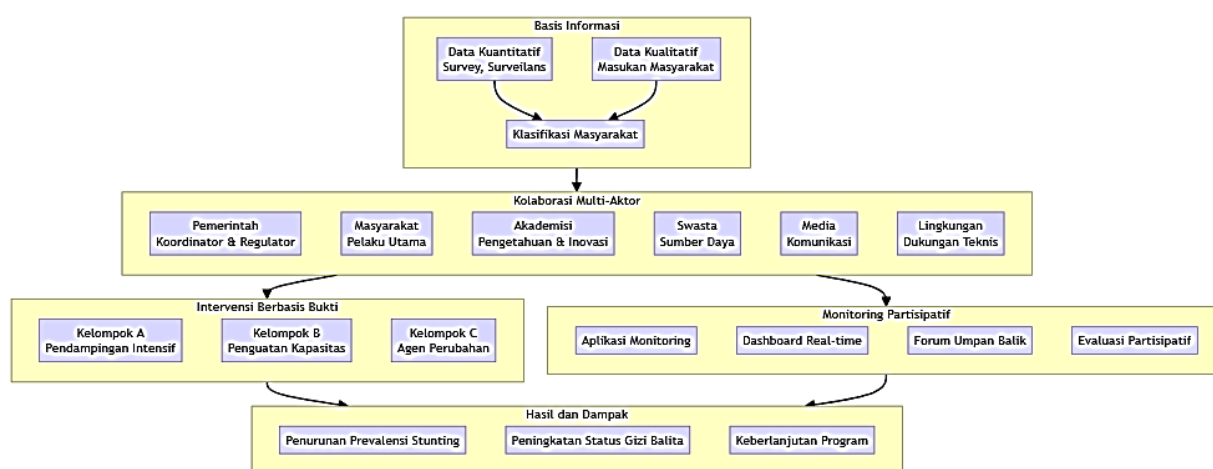 Basis Informasi
Data Kuantitatif
Survey, Surveilans
Data Kualitatif
Masukan Masyarakat
Klasifikasi Masyarakat
Kolaborasi Multi-Aktor
Pemerintah
Koordinator & Regulator
Masyarakat
Pelaku Utama
Akademisi
Pengetahuan & Inovasi
Swasta
Sumber Daya
Media
Komunikasi
Lingkungan
Dukungan Teknis
Intervensi Berbasis Bukti
Kelompok A
Pendampingan Intensif
Kelompok B
Penguatan Kapasitas
Kelompok C
Agen Perubahan
Monitoring Partisipatif
Aplikasi Monitoring
Dashboard Real-time
Forum Umpan Balik
Evaluasi Partisipatif
Hasil dan Dampak
Penurunan Prevalensi Stunting
Peningkatan Status Gizi Balita
Keberlanjutan Program